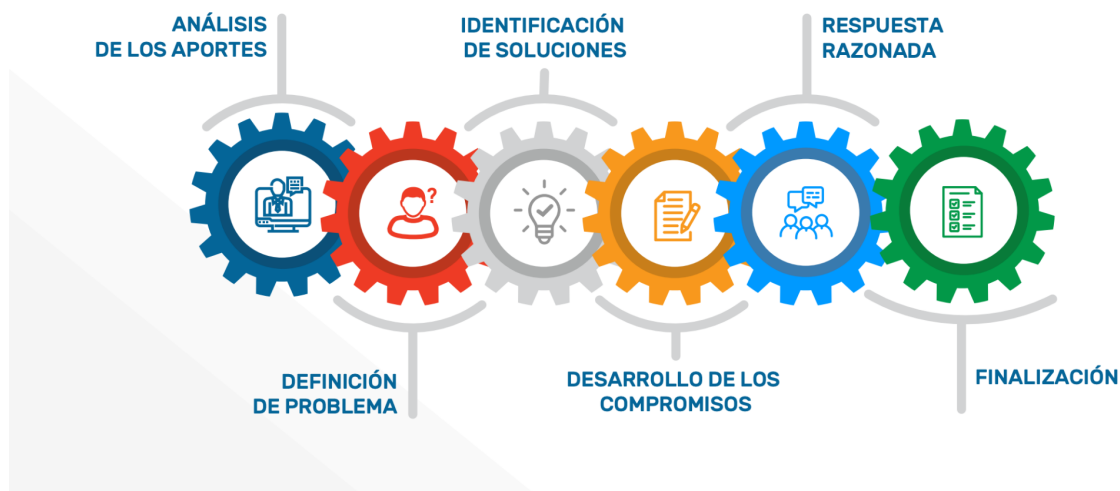 ANÁLISIS
DE LOS APORTES
DEFINICIÓN
DE PROBLEMA
IDENTIFICACIÓN
DE SOLUCIONES
DESARROLLO DE LOS
COMPROMISOS
RESPUESTA
RAZONADA
FINALIZACIÓN
?